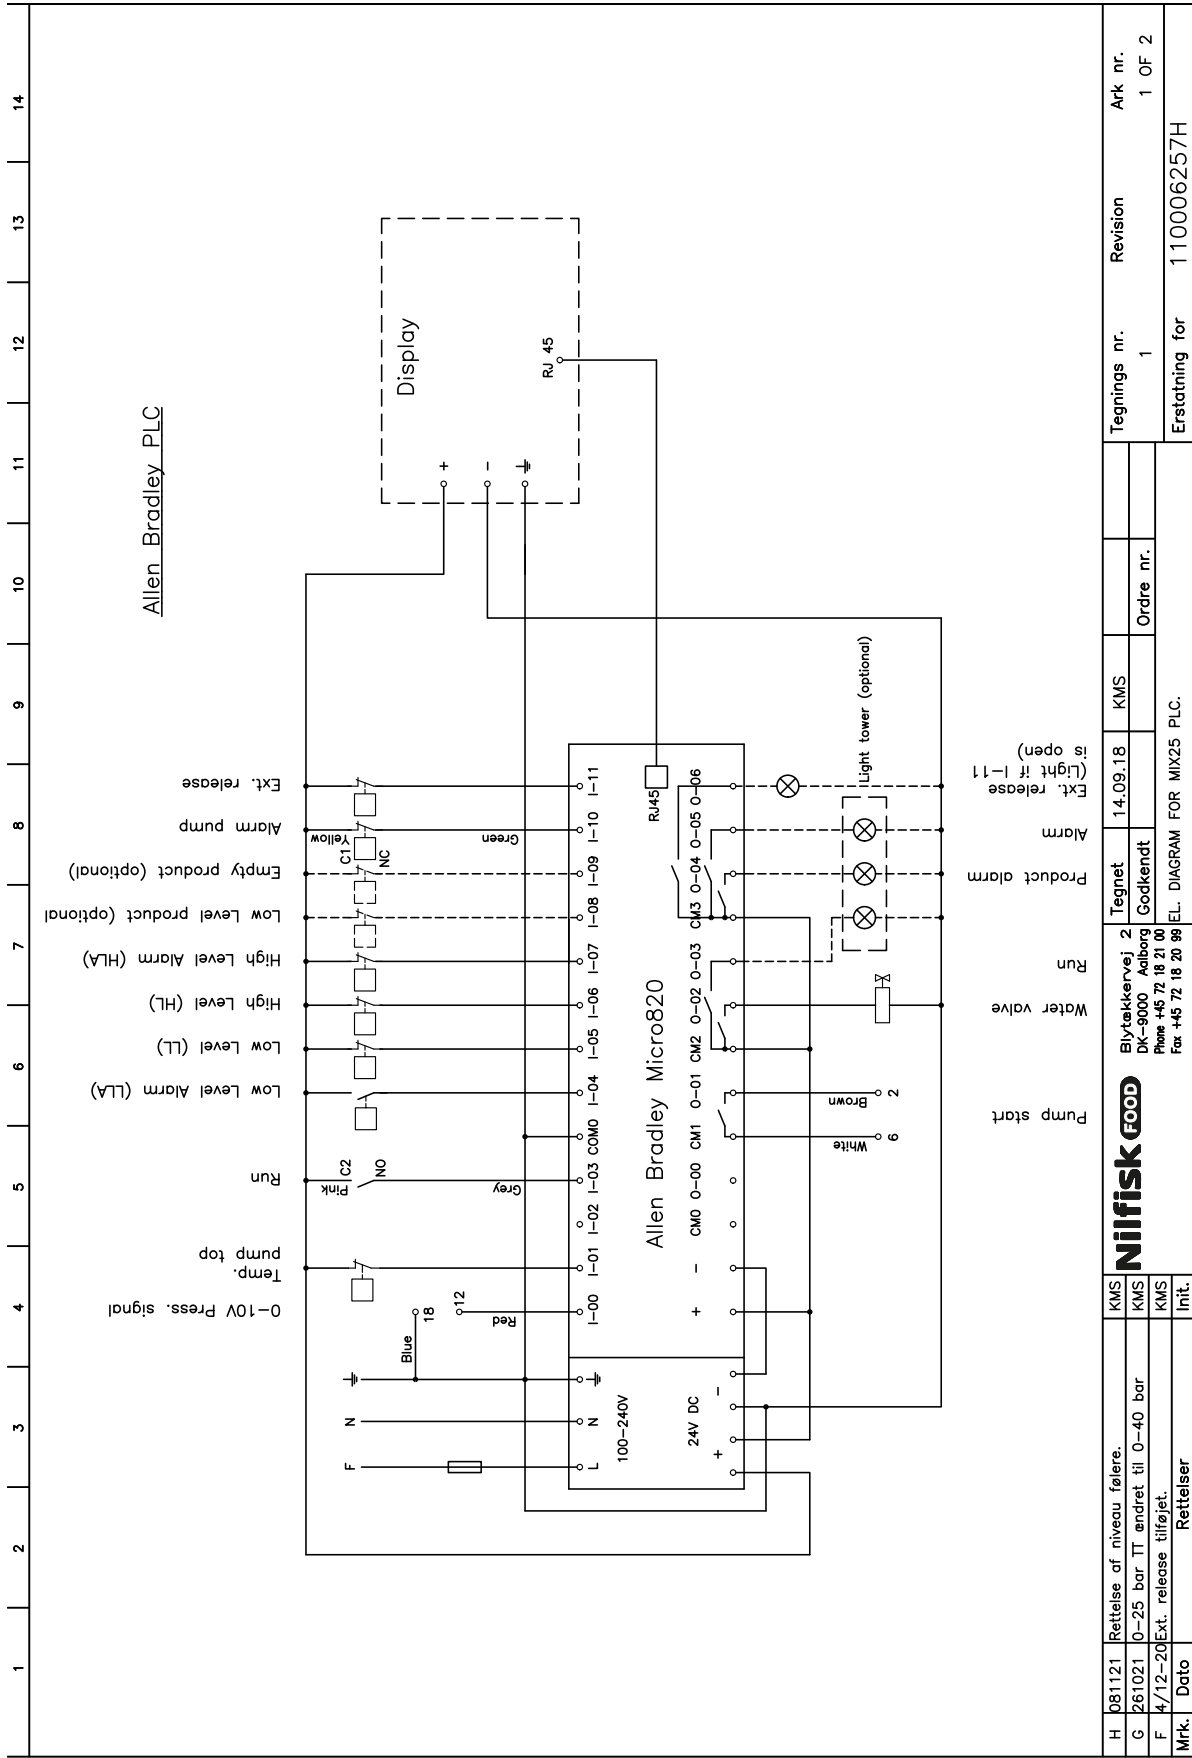 1 2 3 4 5 6 7 8 9 10 11 12 13 14
Allen Bradley PLC
0-10V Press. signal
Temp.
pump top
Run
Low Level Alarm (LLA)
Low Level (LL)
High Level (HL)
High Level Alarm (HLA)
Low Level product (optional)
Empty product (optional)
Alarm pump
Ext. release
F
N
Blue
18
12
Red
Pink
C2
NO
Grey
C1
Yellow
NC
Green
L
N
100-240V
24V DC
+
-
I-00 I-01 I-02 I-03 COM0 I-04 I-05 I-06 I-07 I-08 I-09 I-10 I-11
Allen Bradley Micro820
RJ45
+ - CM0 O-00 CM1 O-01 CM2 O-02 O-03 CM3 O-04 O-05 O-06
+
-
Display
RJ 45
White
6
Brown
2
Light tower (optional)
Pump start
Water valve
Run
Product alarm
Alarm
Ext. release
(Light if I-11
is open)
H 081121 Rettelse af niveau følere. KMS
G 261021 0-25 bar TT ændret til 0-40 bar KMS
F 4/12-20 Ext. release tilføjet. KMS
Mrk. Dato Rettelser Init.
Nilfisk FOOD
Blytækkervej 2
DK-9000 Aalborg
Phone +45 72 18 21 00
Fax +45 72 18 20 99
Tegnet 14.09.18 KMS
Godkendt
Ordre nr.
EL. DIAGRAM FOR MIX25 PLC.
Tegnings nr. Revision Ark nr.
1 1 OF 2
Erstatning for 110006257H